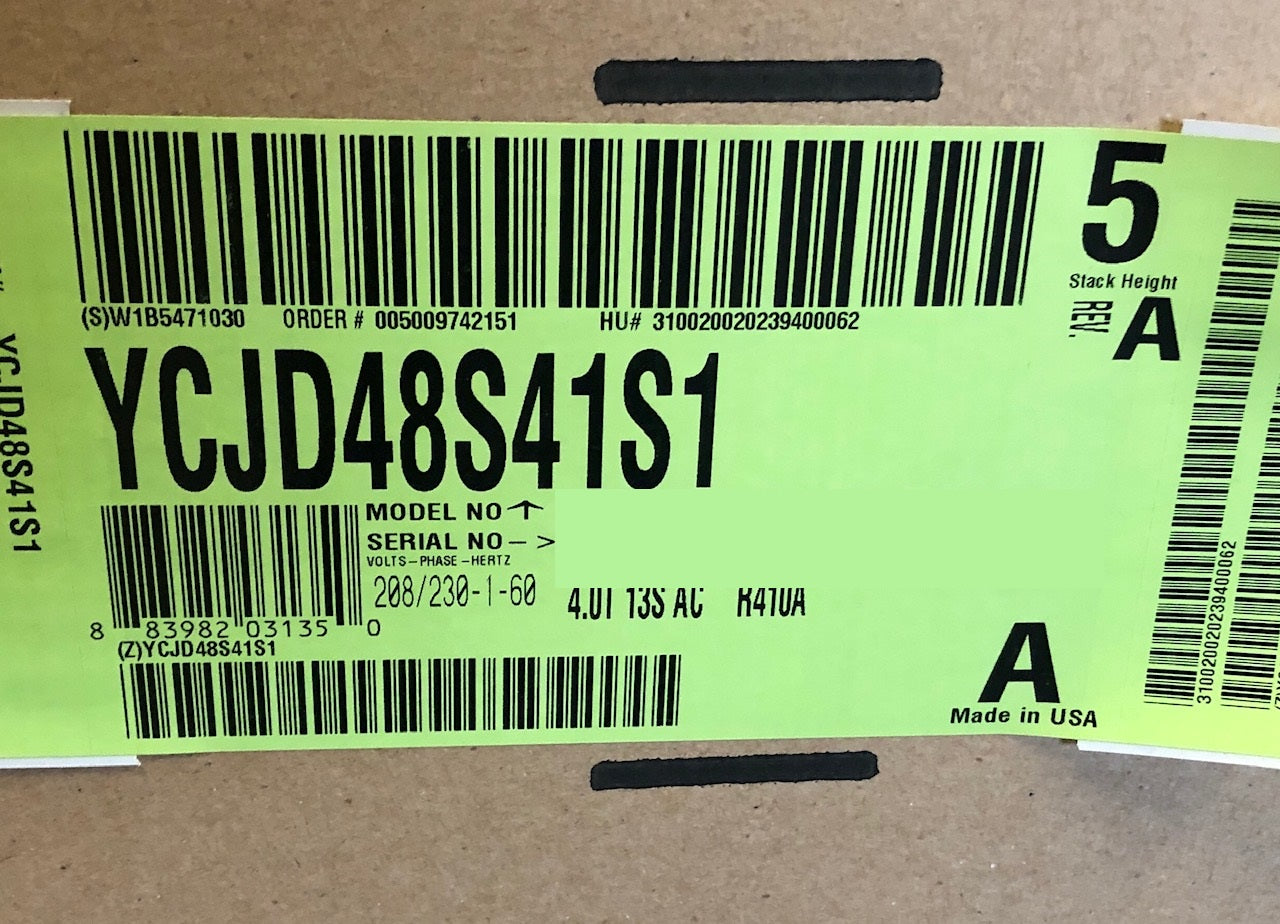 5
Stack Height
REV. A
(S)W1B5471030 ORDER # 005009742151 HU# 310020020239400062
YCJD48S41S1
MODEL NO
SERIAL NO - >
VOLTS-PHASE-HERTZ
208/230-1-60
4.0T 13S AC R410A
8 83982 03135 0
(Z)YCJD48S41S1
A
Made in USA
YCJD48S41S1
310020020239400062